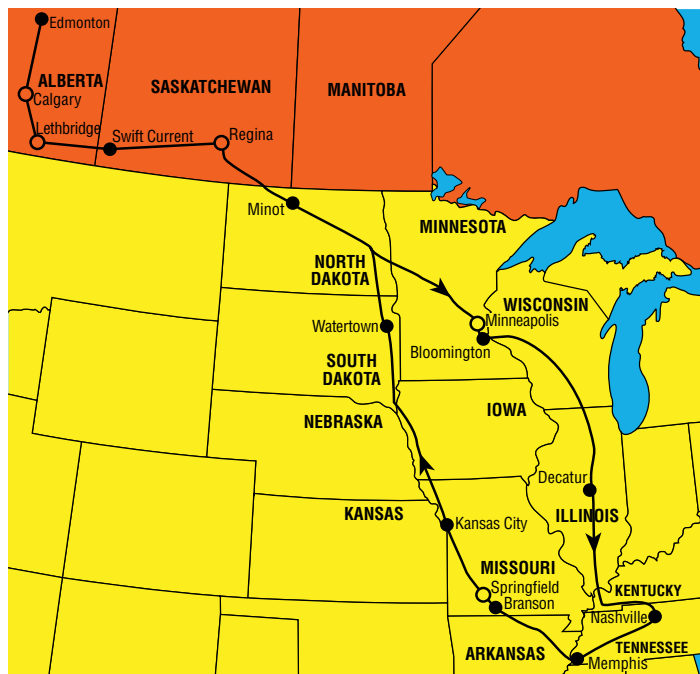 Edmonton
ALBERTA
SASKATCHEWAN
MANITOBA
Calgary
Lethbridge
Swift Current
Regina
Minot
MINNESOTA
NORTH
DAKOTA
WISCONSIN
Minneapolis
Watertown
Bloomington
SOUTH
DAKOTA
IOWA
NEBRASKA
Decatur
KANSAS
ILLINOIS
Kansas City
MISSOURI
Springfield
Branson
KENTUCKY
Nashville
ARKANSAS
TENNESSEE
Memphis